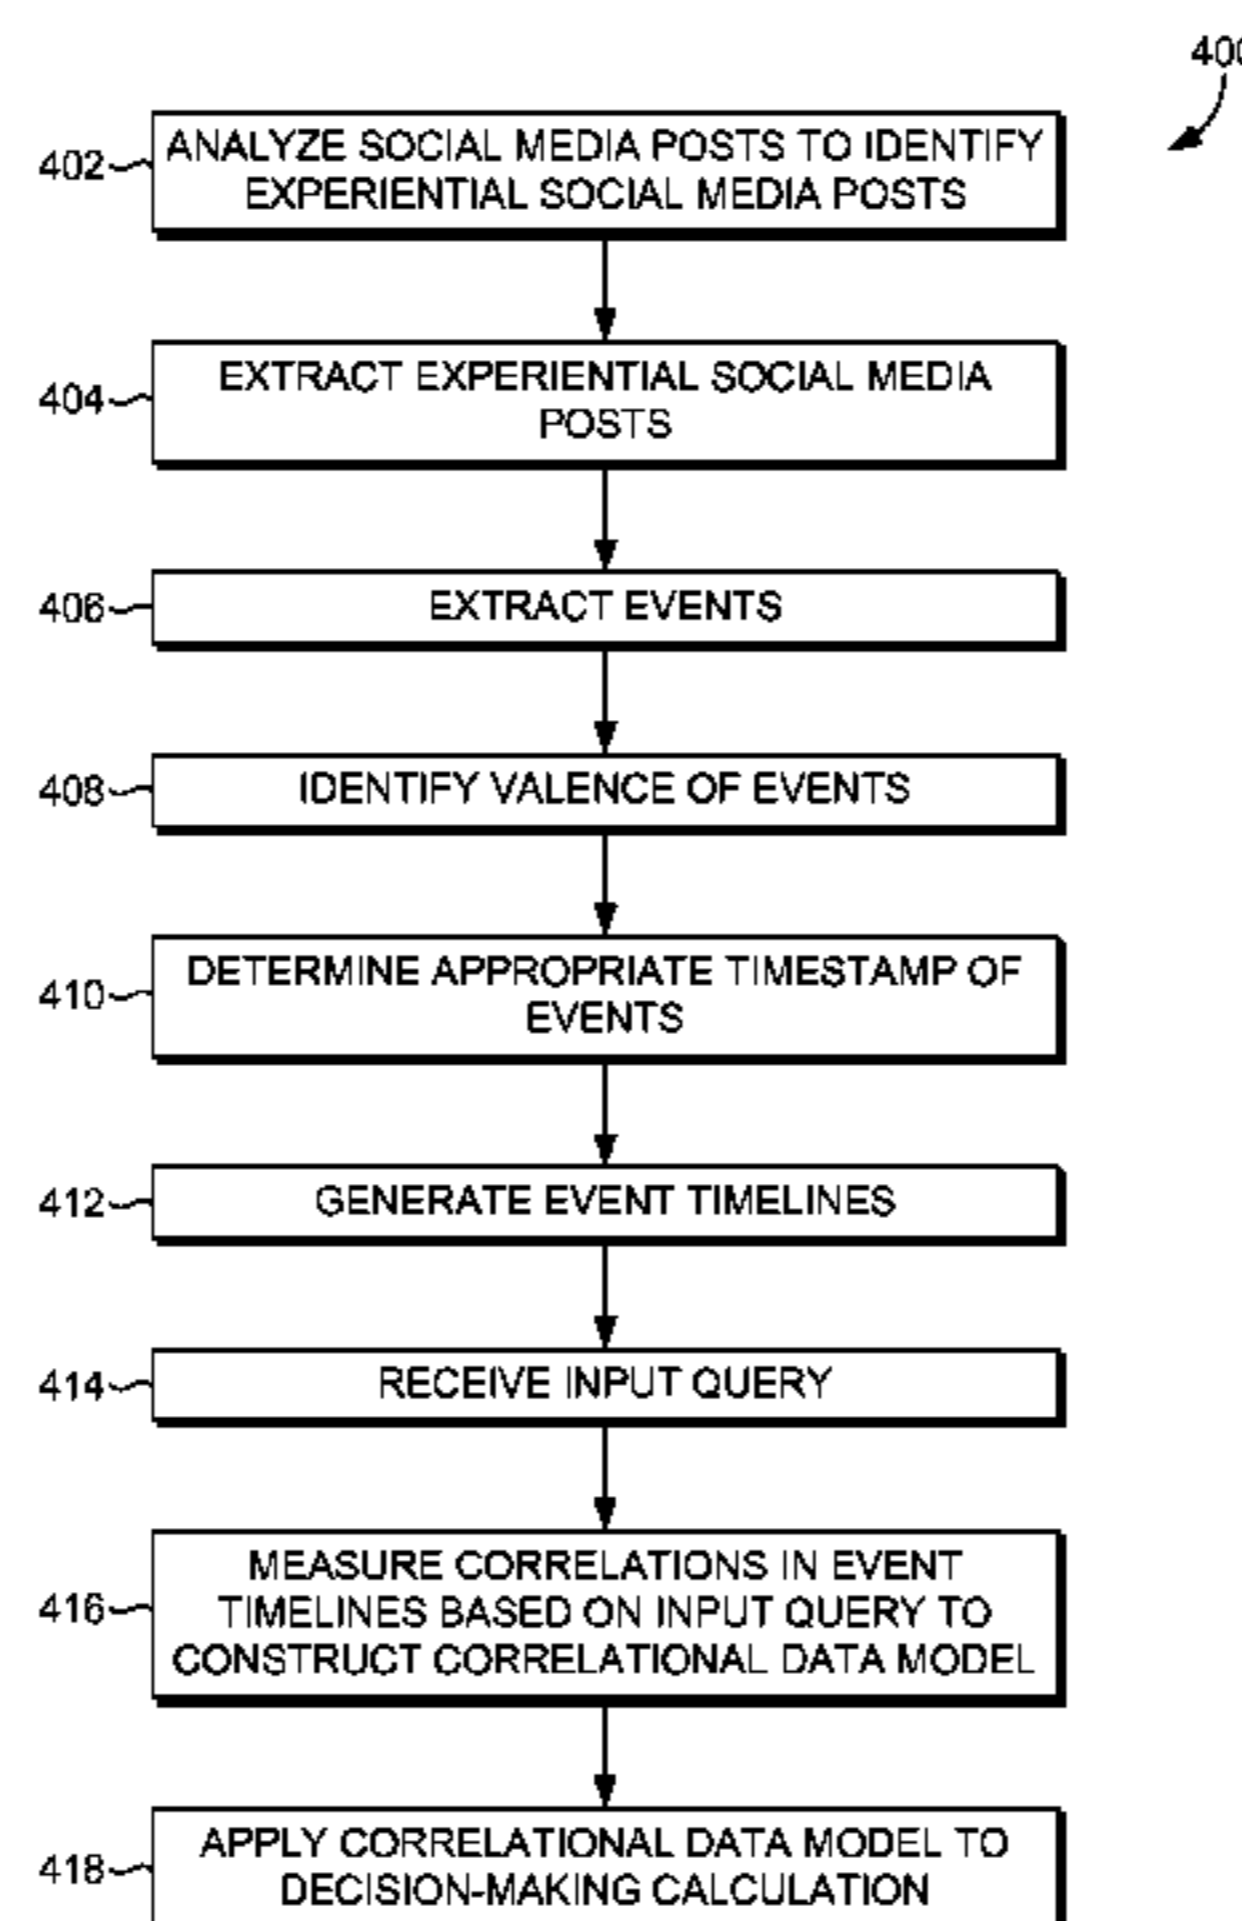 400
402
ANALYZE SOCIAL MEDIA POSTS TO IDENTIFY
EXPERIENTIAL SOCIAL MEDIA POSTS
404
EXTRACT EXPERIENTIAL SOCIAL MEDIA
POSTS
406
EXTRACT EVENTS
408
IDENTIFY VALENCE OF EVENTS
410
DETERMINE APPROPRIATE TIMESTAMP OF
EVENTS
412
GENERATE EVENT TIMELINES
414
RECEIVE INPUT QUERY
416
MEASURE CORRELATIONS IN EVENT
TIMELINES BASED ON INPUT QUERY TO
CONSTRUCT CORRELATIONAL DATA MODEL
418
APPLY CORRELATIONAL DATA MODEL TO
DECISION-MAKING CALCULATION